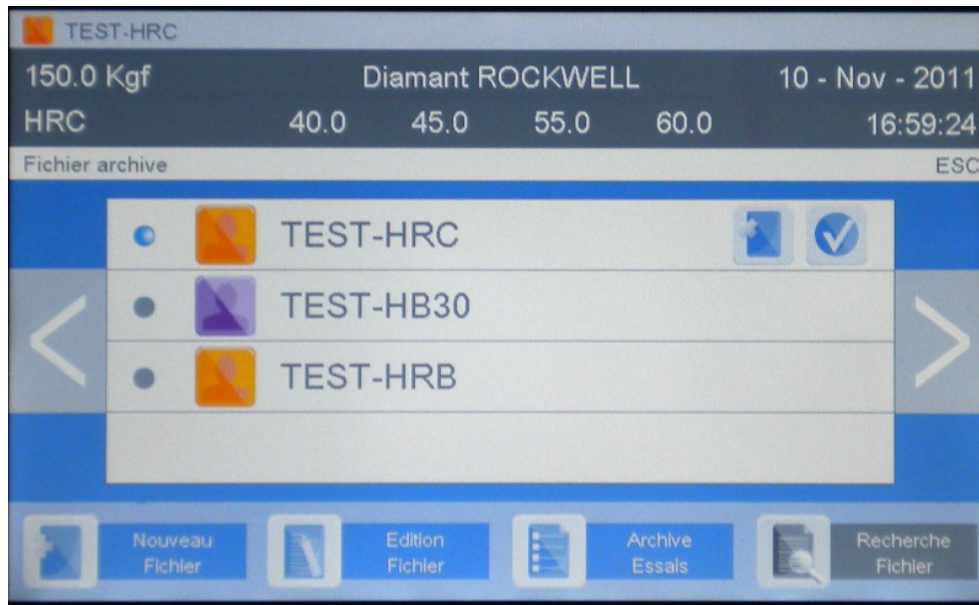 TEST-HRC
150.0 Kgf Diamant ROCKWELL 10 - Nov - 2011
HRC 40.0 45.0 55.0 60.0 16:59:24
Fichier archive ESC
TEST-HRC
TEST-HB30
TEST-HRB
Nouveau Fichier
Edition Fichier
Archive Essais
Recherche Fichier